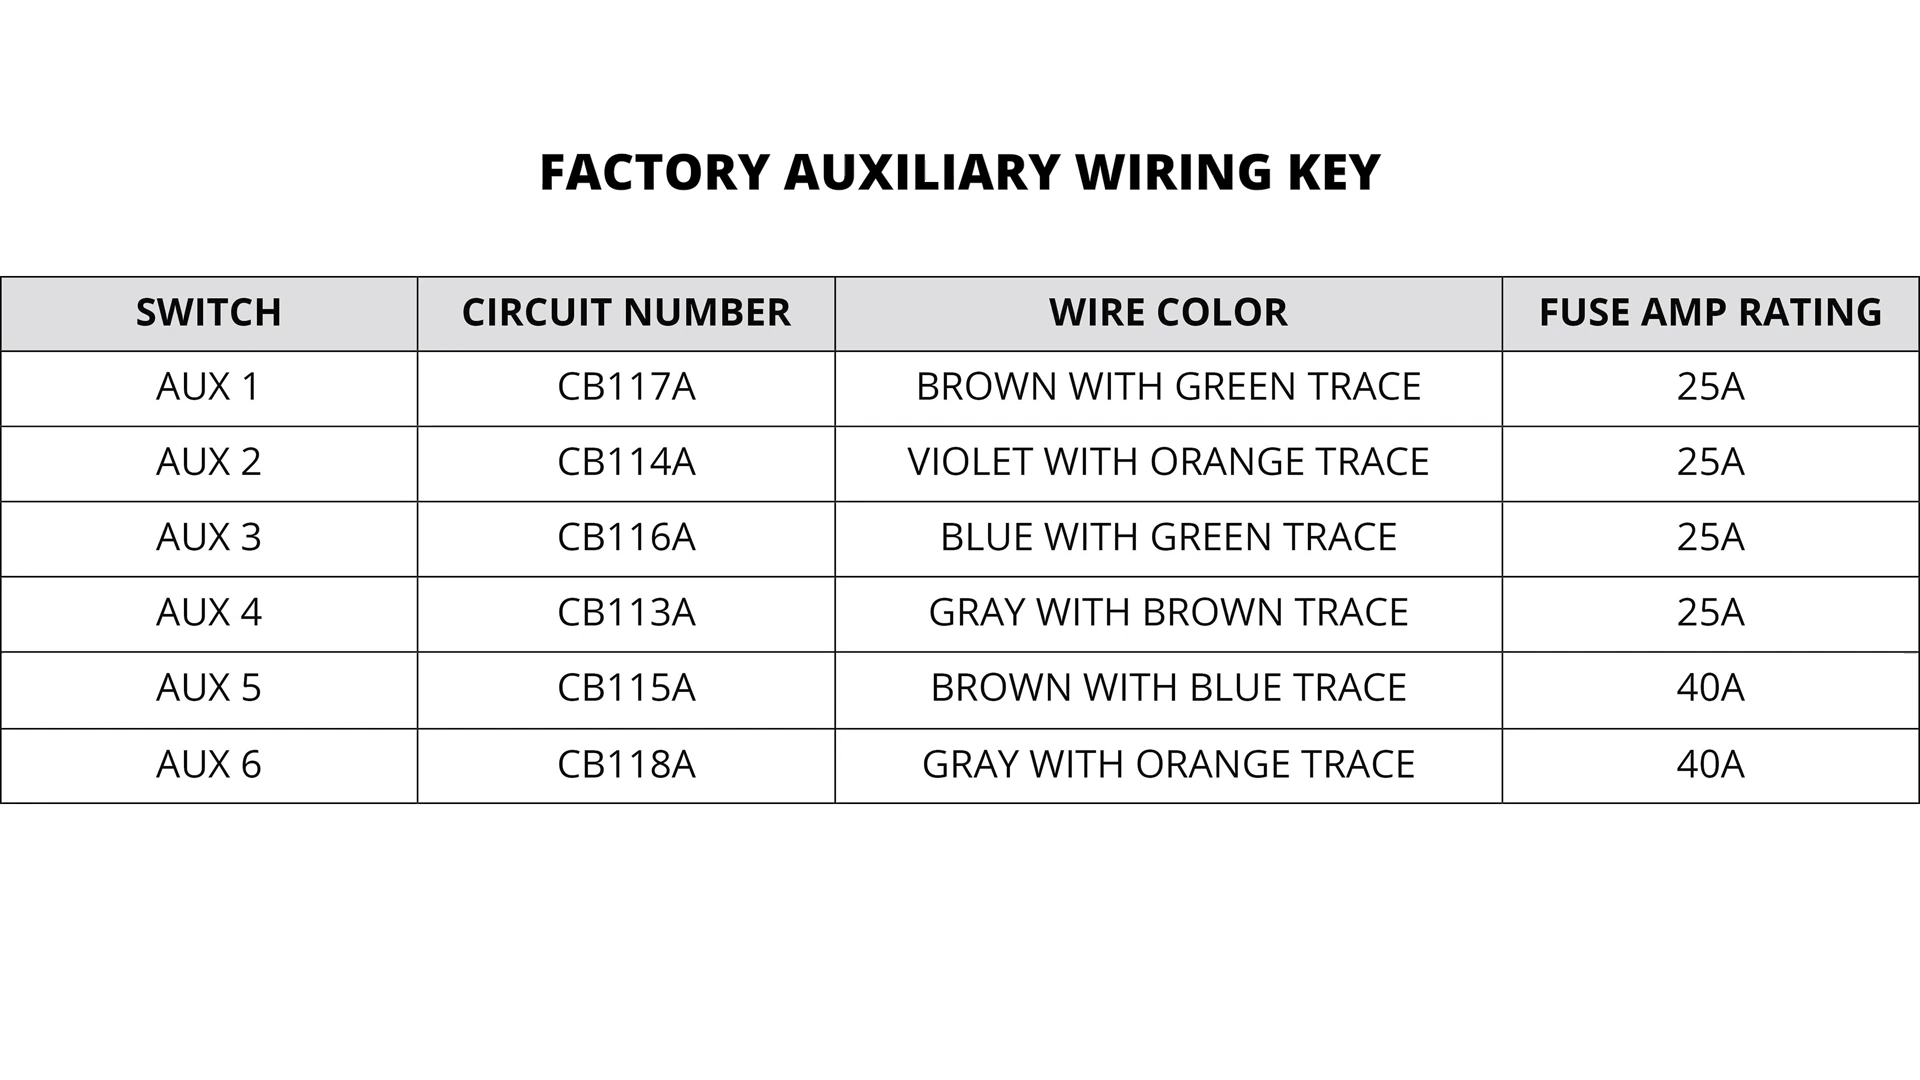 FACTORY AUXILIARY WIRING KEY
SWITCH CIRCUIT NUMBER WIRE COLOR FUSE AMP RATING
AUX 1 CB117A BROWN WITH GREEN TRACE 25A
AUX 2 CB114A VIOLET WITH ORANGE TRACE 25A
AUX 3 CB116A BLUE WITH GREEN TRACE 25A
AUX 4 CB113A GRAY WITH BROWN TRACE 25A
AUX 5 CB115A BROWN WITH BLUE TRACE 40A
AUX 6 CB118A GRAY WITH ORANGE TRACE 40A